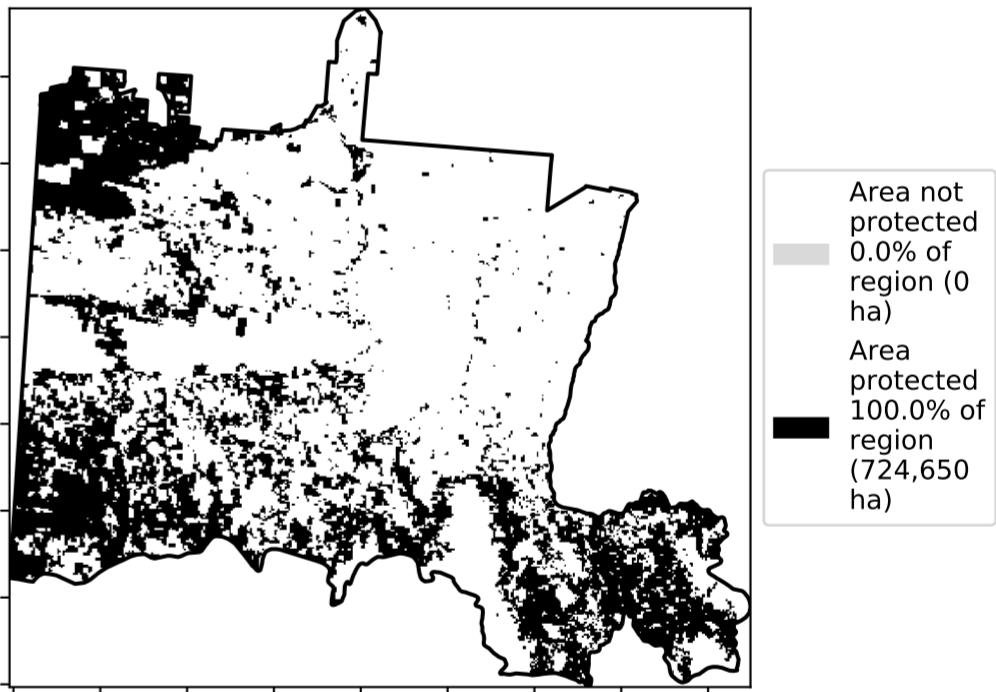 Area not
protected
0.0% of
region (0
ha)
Area
protected
100.0% of
region
(724,650
ha)